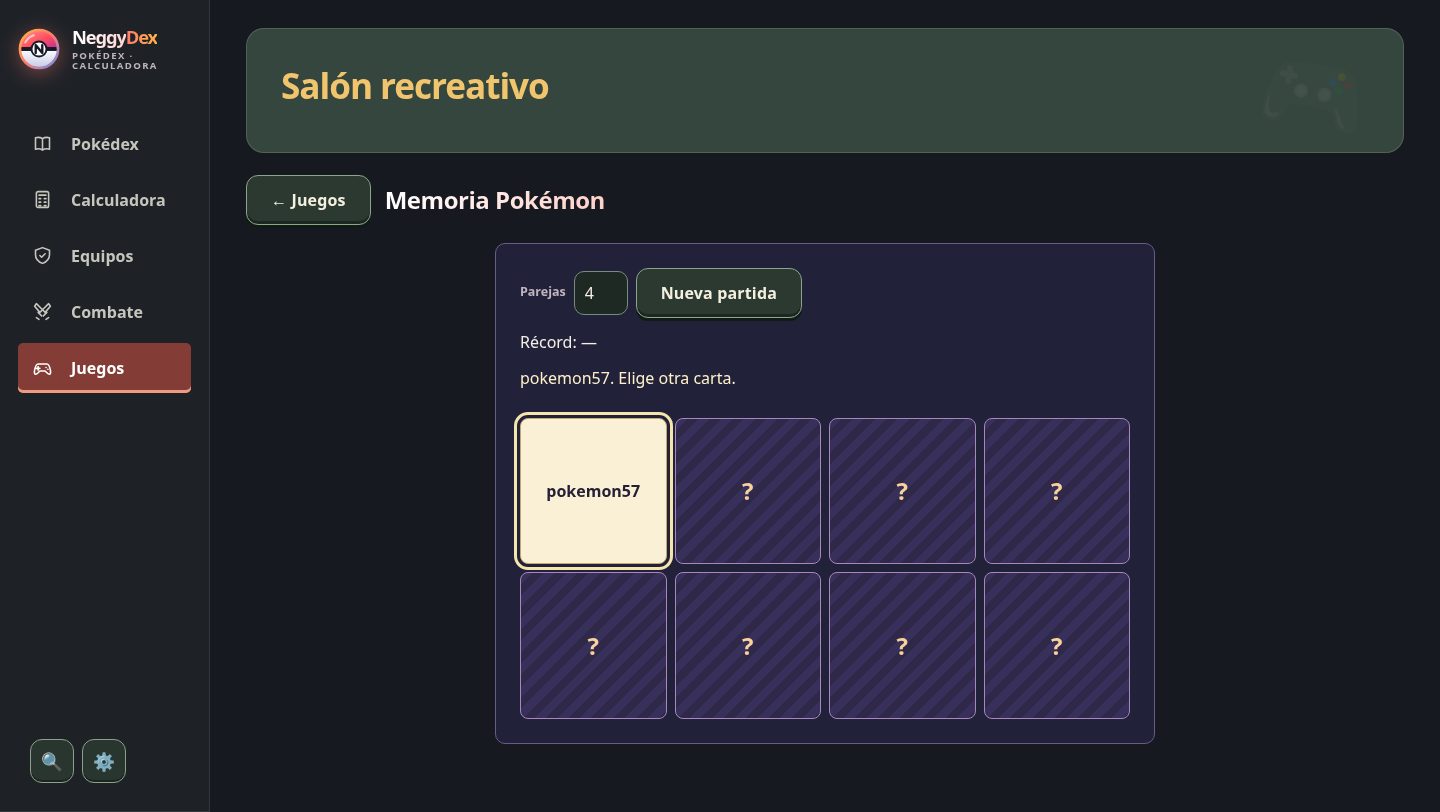 NeggyDex
POKÉDEX ·
CALCULADORA
Pokédex
Calculadora
Equipos
Combate
Juegos
Salón recreativo
← Juegos
Memoria Pokémon
Parejas
4
Nueva partida
Récord: —
pokemon57. Elige otra carta.
pokemon57
?
?
?
?
?
?
?